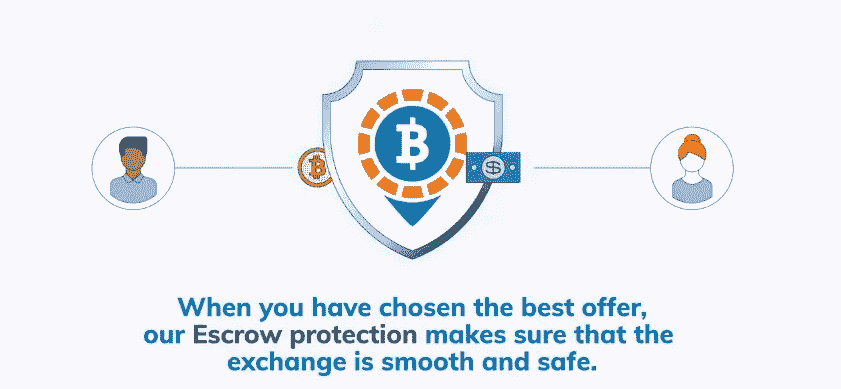 When you have chosen the best offer,
our Escrow protection makes sure that the
exchange is smooth and safe.